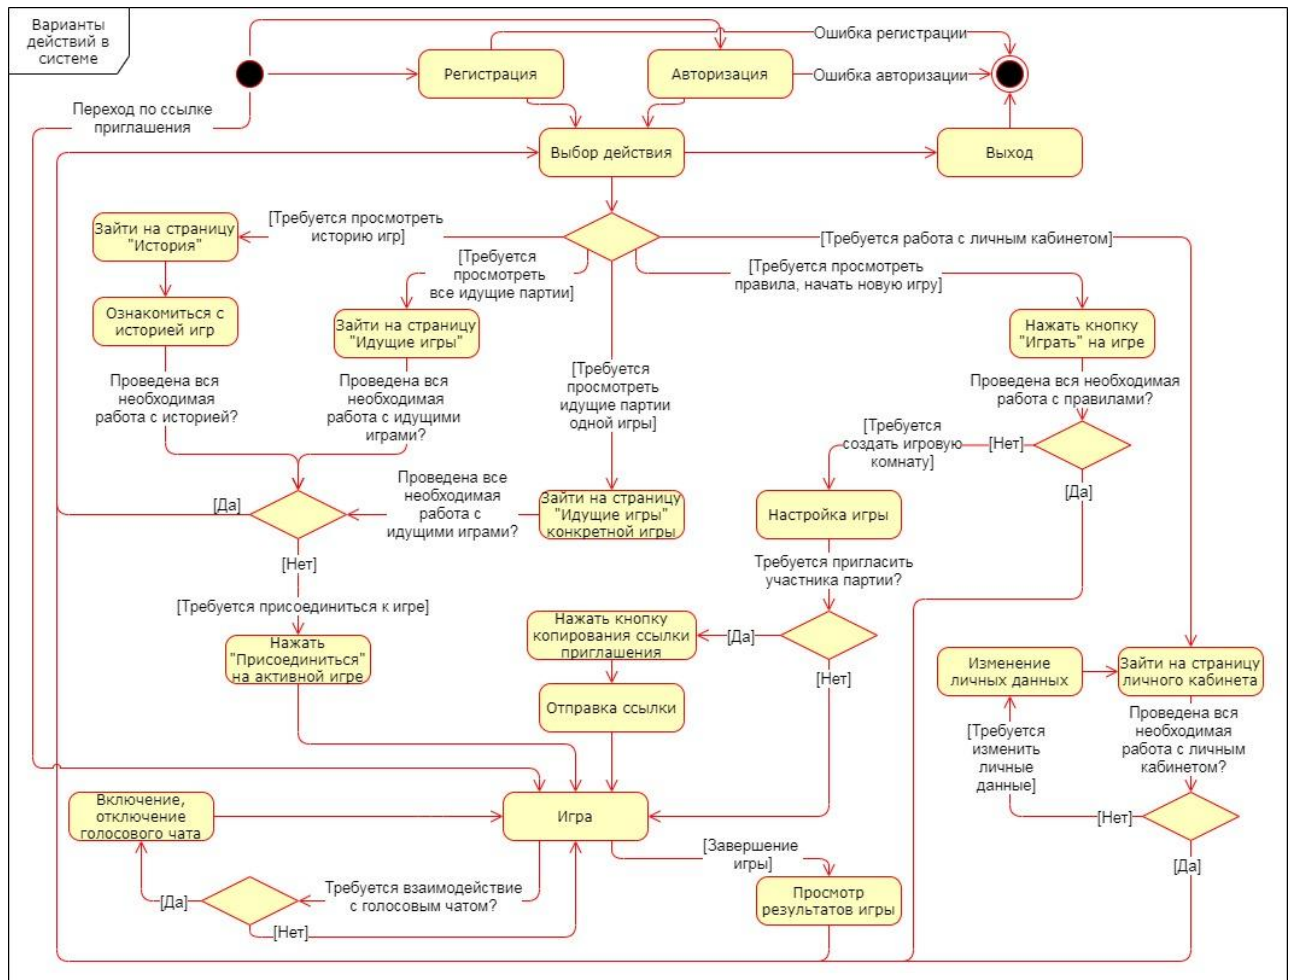 Варианты
действий в
системе
Ошибка регистрации
Регистрация
Авторизация
Ошибка авторизации
Переход по ссылке
приглашения
Выбор действия
Выход
Зайти на страницу
"История"
[Требуется просмотреть
историю игр]
[Требуется работа с личным кабинетом]
[Требуется
просмотреть
все идущие партии]
[Требуется просмотреть
правила, начать новую игру]
Ознакомиться с
историей игр
Зайти на страницу
"Идущие игры"
Нажать кнопку
"Играть" на игре
[Требуется
просмотреть
идущие партии
одной игры]
Проведена вся
необходимая
работа с историей?
Проведена вся
необходимая
работа с идущими
играми?
Проведена вся необходимая
работа с правилами?
[Требуется
создать игровую
комнату]
[Нет]
[Да]
[Да]
Проведена все
необходимая
работа с
идущими играми?
Зайти на страницу
"Идущие игры"
конкретной игры
Настройка игры
[Нет]
Требуется пригласить
участника партии?
[Требуется присоединиться к игре]
Нажать кнопку
копирования ссылки
приглашения
[Да]
[Нет]
Нажать
"Присоединиться"
на активной игре
Изменение
личных данных
Зайти на страницу
личного кабинета
Отправка ссылки
[Требуется
изменить
личные
данные]
Проведена вся
необходимая
работа с личным
кабинетом?
Включение,
отключение
голосового чата
Игра
[Нет]
[Завершение
игры]
[Да]
Требуется взаимодействие
с голосовым чатом?
[Да]
[Нет]
Просмотр
результатов игры